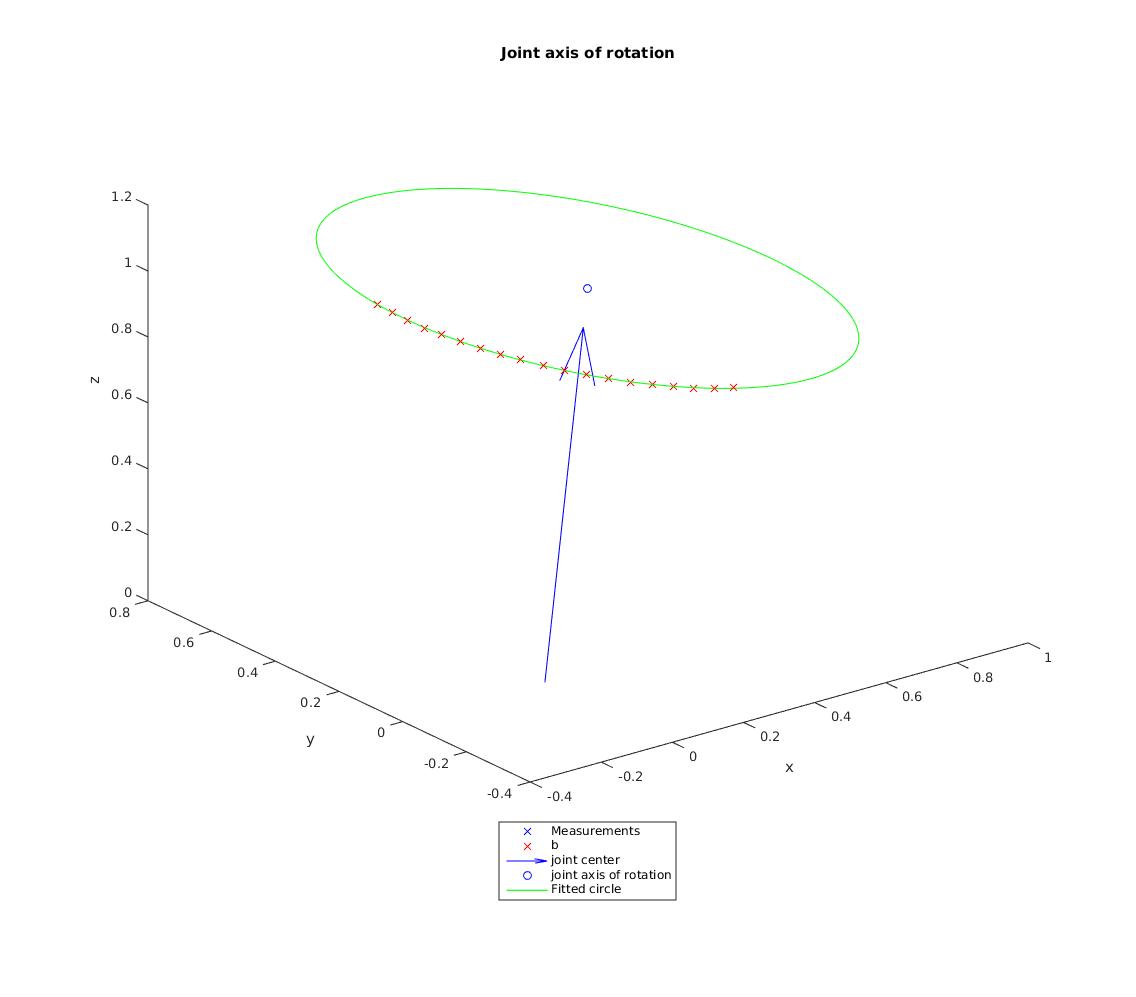 Joint axis of rotation
1.2
1
0.8
0.6
0.4
0.2
0
z
0.8
0.6
0.4
0.2
0
-0.2
-0.4
y
-0.4
-0.2
0
0.2
0.4
0.6
0.8
1
x
Measurements
b
joint center
joint axis of rotation
Fitted circle